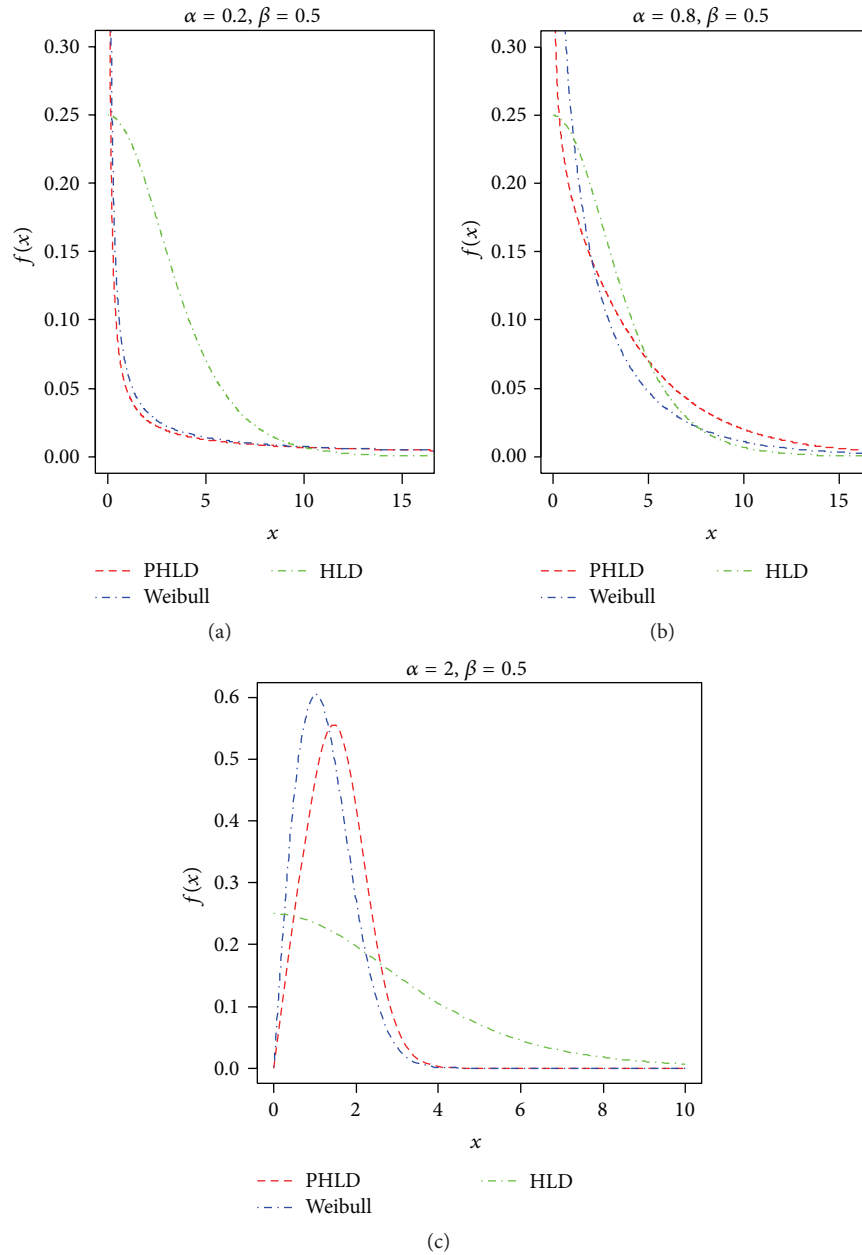 α = 0.2, β = 0.5
0.30
0.25
0.20
0.15
0.10
0.05
0.00
f(x)
0 5 10 15
x
PHLD HLD
Weibull
(a)
α = 0.8, β = 0.5
0.30
0.25
0.20
0.15
0.10
0.05
0.00
f(x)
0 5 10 15
x
PHLD HLD
Weibull
(b)
α = 2, β = 0.5
0.6
0.5
0.4
0.3
0.2
0.1
0.0
f(x)
0 2 4 6 8 10
x
PHLD HLD
Weibull
(c)